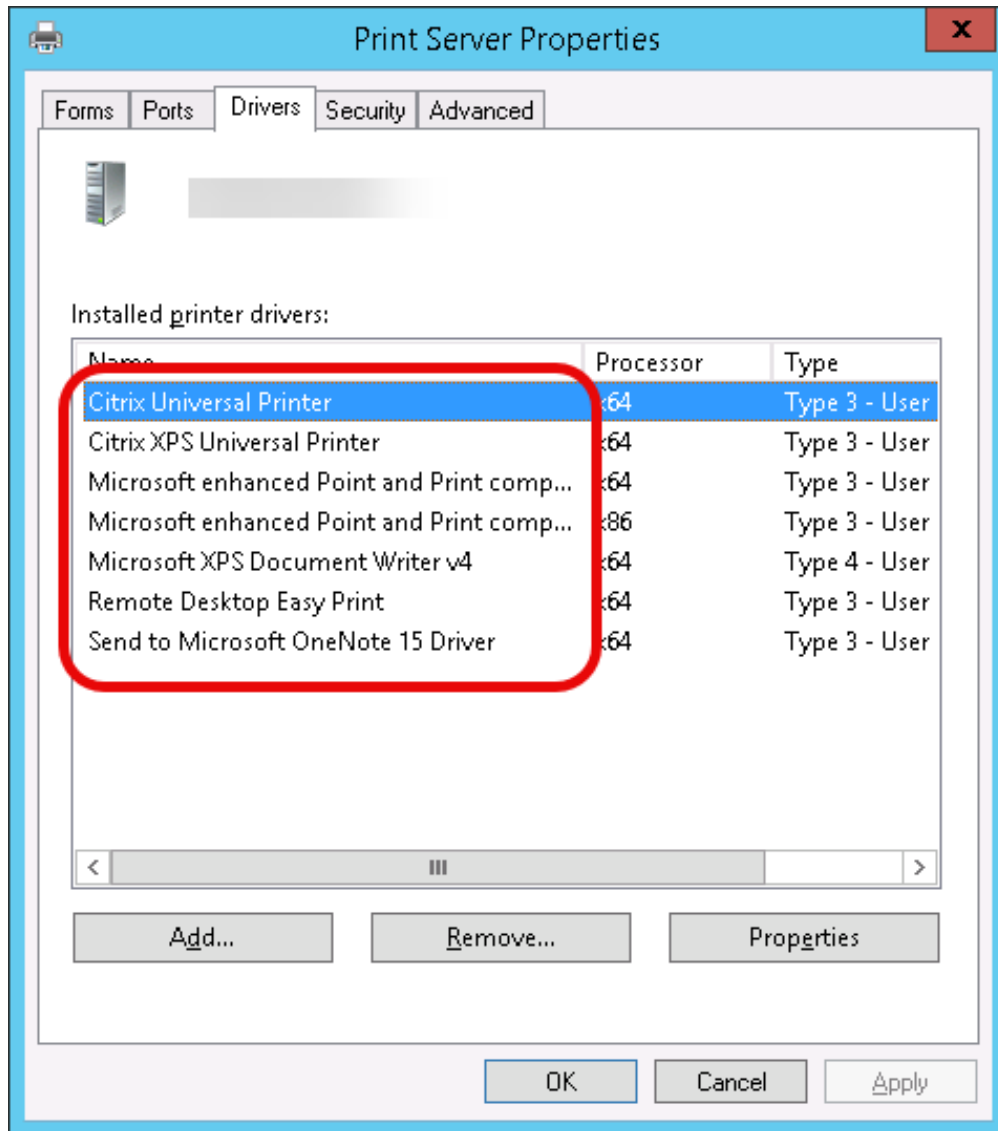 Print Server Properties
x
Forms Ports Drivers Security Advanced
Installed printer drivers:
Name Processor Type
Citrix Universal Printer x64 Type 3 - User
Citrix XPS Universal Printer x64 Type 3 - User
Microsoft enhanced Point and Print comp... x64 Type 3 - User
Microsoft enhanced Point and Print comp... x86 Type 3 - User
Microsoft XPS Document Writer v4 x64 Type 4 - User
Remote Desktop Easy Print x64 Type 3 - User
Send to Microsoft OneNote 15 Driver x64 Type 3 - User
Add... Remove... Properties
OK Cancel Apply